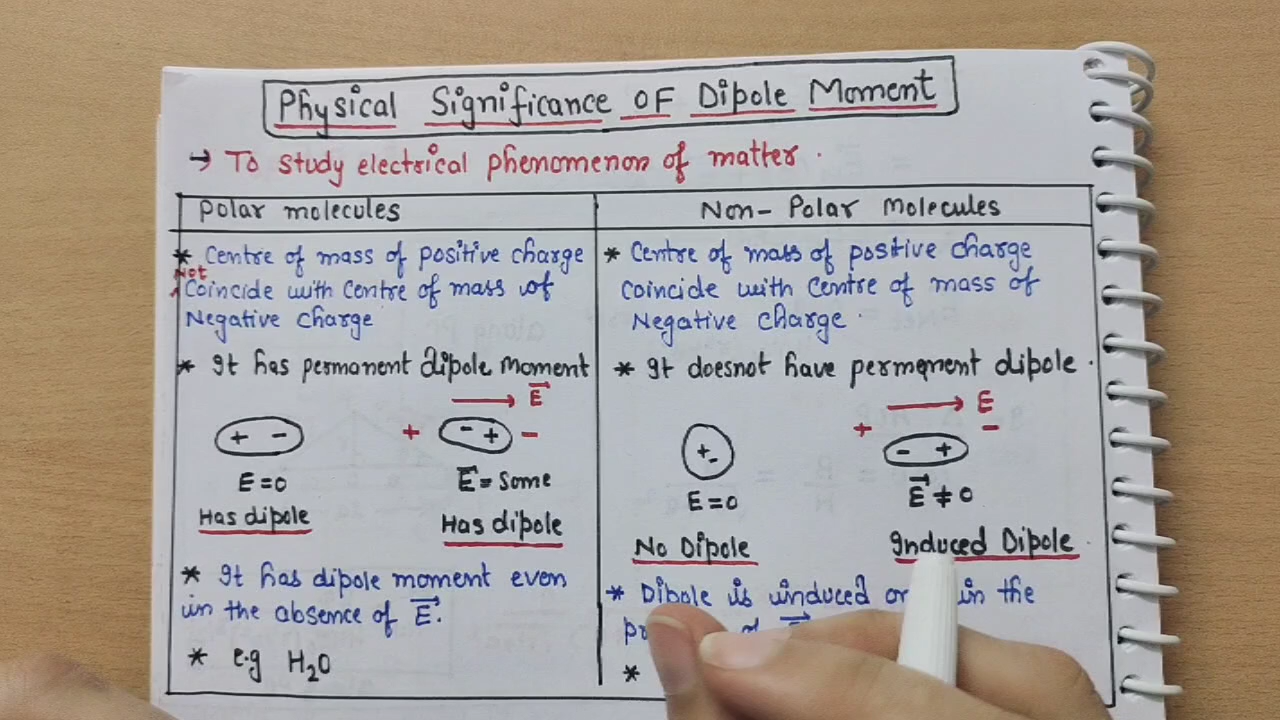 Physical Significance OF Dipole Moment
→ To study electrical phenomenon of matter.
Polar molecules
* Centre of mass of positive charge
Not
Coincide with Centre of mass of
Negative charge
* It has permanent dipole Moment
E
+ -
+ - + -
E=0
E = Some
Has dipole
Has dipole
* It has dipole moment even
in the absence of E.
* e.g H₂O
Non-Polar Molecules
* Centre of mass of positive charge
Coincide with Centre of mass of
Negative charge.
* It doesnot have permenent dipole.
E
+ -
+ -
- +
E=0
E ≠ 0
No Dipole
Induced Dipole.
* Dipole is induced in the
of
*